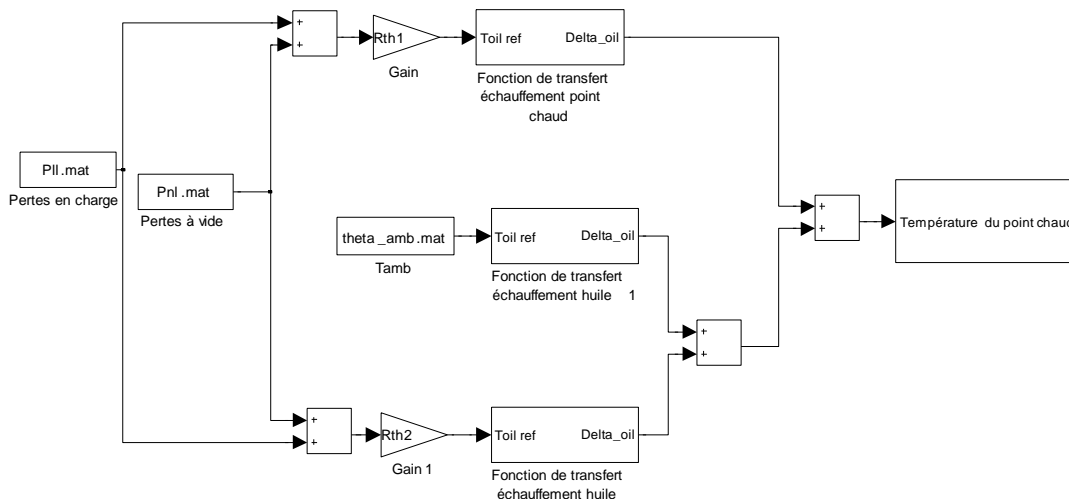 +
+
Rth1
Gain
Toil ref Delta_oil
Fonction de transfert
échauffement point
chaud
Pll .mat
Pertes en charge
Pnl .mat
Pertes à vide
theta _amb.mat
Tamb
Toil ref Delta_oil
Fonction de transfert
échauffement huile 1
+
+
+
+
Température du point chaud
+
+
Rth2
Gain 1
Toil ref Delta_oil
Fonction de transfert
échauffement huile